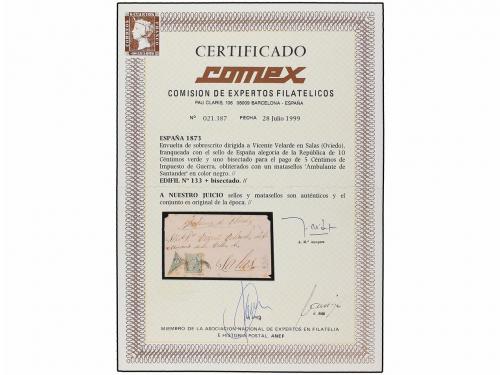 CERTIFICADO
comex
COMISION DE EXPERTOS FILATELICOS
PAU CLARIS, 106 08009 BARCELONA - ESPAÑA
Nº 021.387 FECHA 28 Julio 1999
ESPAÑA 1873
Envuelta de sobrescrito dirigida a Vicente Velarde en Salas (Oviedo),
franqueada con el sello de España alegoría de la República de 10
Céntimos verde y uno bisectado para el pago de 5 Céntimos de
Impuesto de Guerra, obliterados con un matasellos 'Ambulante de
Santander' en color negro. //
EDIFIL Nº 133 + bisectado. //
A NUESTRO JUICIO sellos y matasellos son auténticos y el
conjunto es original de la época. //
Salas
MIEMBRO DE LA ASOCIACION NACIONAL DE EXPERTOS EN FILATELIA
E HISTORIA POSTAL ANEF